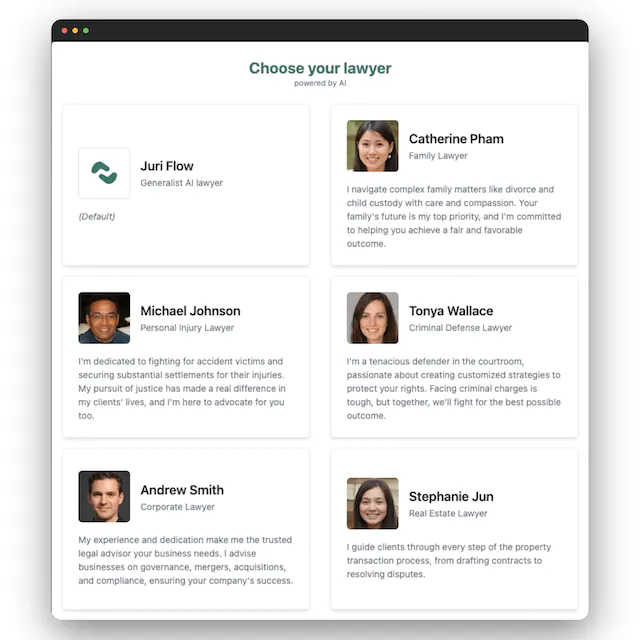 Choose your lawyer
powered by AI
Juri Flow
Generalist AI lawyer
(Default)
Catherine Pham
Family Lawyer
I navigate complex family matters like divorce and
child custody with care and compassion. Your
family's future is my top priority, and I'm committed
to helping you achieve a fair and favorable
outcome.
Michael Johnson
Personal Injury Lawyer
I'm dedicated to fighting for accident victims and
securing substantial settlements for their injuries.
My pursuit of justice has made a real difference in
my clients' lives, and I'm here to advocate for you
too.
Tonya Wallace
Criminal Defense Lawyer
I'm a tenacious defender in the courtroom,
passionate about creating customized strategies to
protect your rights. Facing criminal charges is
tough, but together, we'll fight for the best possible
outcome.
Andrew Smith
Corporate Lawyer
My experience and dedication make me the trusted
legal advisor your business needs. I advise
businesses on governance, mergers, acquisitions,
and compliance, ensuring your company's success.
Stephanie Jun
Real Estate Lawyer
I guide clients through every step of the property
transaction process, from drafting contracts to
resolving disputes.